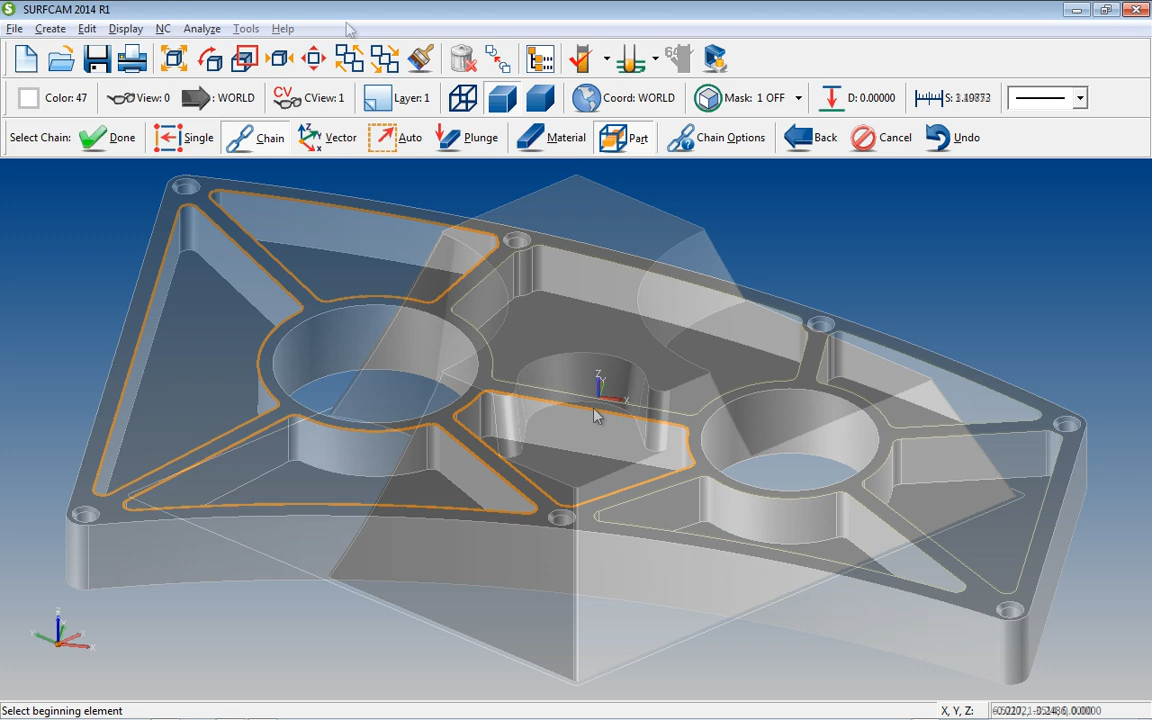 SURFCAM 2014 R1
File Create Edit Display NC Analyze Tools Help
Color: 47 View: 0 : WORLD CV CView: 1 Layer: 1 Coord: WORLD Mask: 1 OFF D: 0.00000
Select Chain: Done Single Chain Vector Auto Plunge Material Part Chain Options Back Cancel Undo
Z
Y
X
Z
Y
X
Select beginning element X, Y, Z: